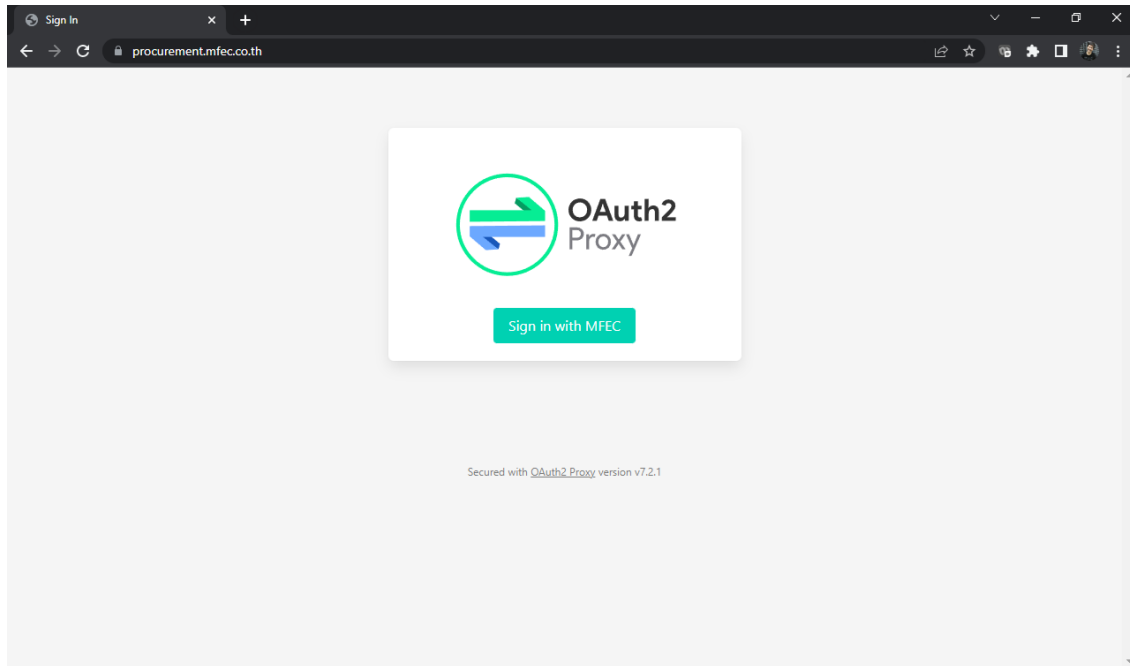 Sign In
procurement.mfec.co.th
OAuth2
Proxy
Sign in with MFEC
Secured with OAuth2 Proxy version v7.2.1